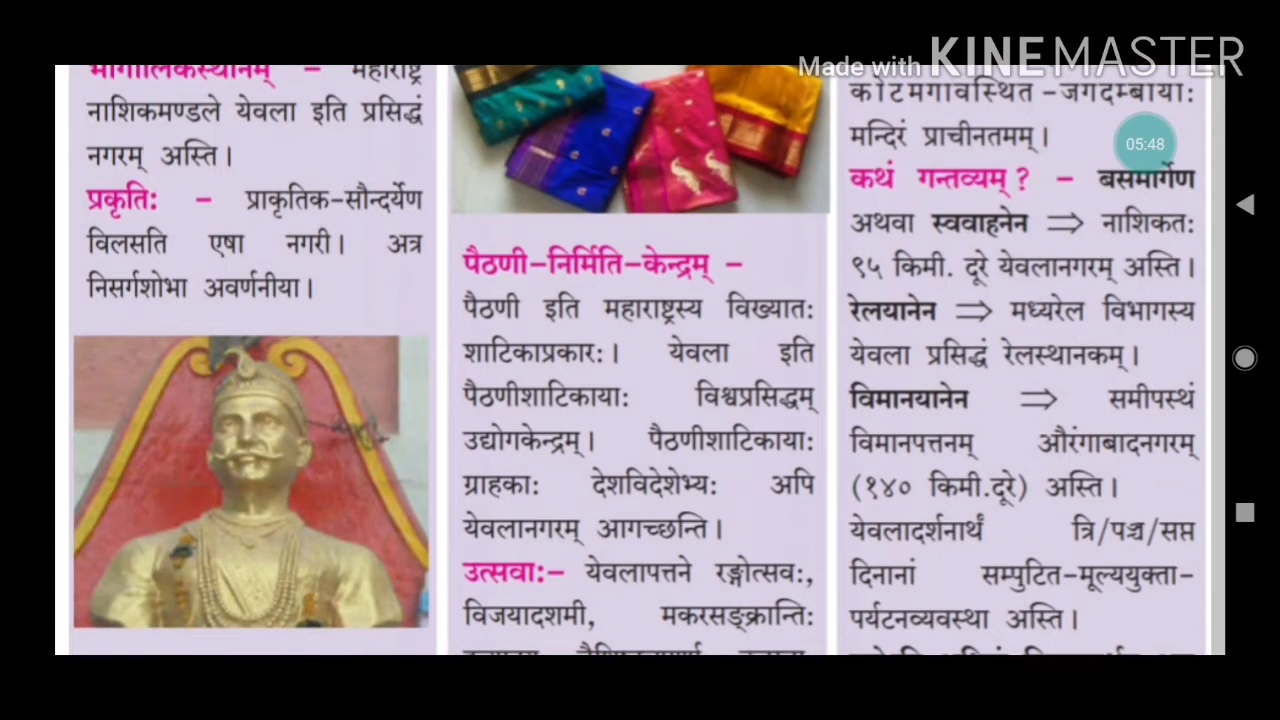 Made with KINEMASTER
05:48
भौगोलिकस्थानम् – महाराष्ट्र
नाशिकमण्डले येवला इति प्रसिद्धं
नगरम् अस्ति।
प्रकृतिः – प्राकृतिक-सौन्दर्येण
विलसति एषा नगरी। अत्र
निसर्गशोभा अवर्णनीया।
पैठणी-निर्मिति-केन्द्रम् –
पैठणी इति महाराष्ट्रस्य विख्यातः
शाटिकाप्रकारः। येवला इति
पैठणीशाटिकायाः विश्वप्रसिद्धम्
उद्योगकेन्द्रम्। पैठणीशाटिकायाः
ग्राहकाः देशविदेशेभ्यः अपि
येवलानगरम् आगच्छन्ति।
उत्सवाः– येवलापत्तने रङ्गोत्सवः,
विजयादशमी, मकरसङ्क्रान्तिः
कोटमगावस्थित-जगदम्बायाः
मन्दिरं प्राचीनतमम्।
कथं गन्तव्यम्? – बसमार्गेण
अथवा स्ववाहनेन ⇒ नाशिकतः
९५ किमी. दूरे येवलानगरम् अस्ति।
रेलयानेन ⇒ मध्यरेल विभागस्य
येवला प्रसिद्धं रेलस्थानकम्।
विमानयानेन ⇒ समीपस्थं
विमानपत्तनम् औरंगाबादनगरम्
(१४० किमी.दूरे) अस्ति।
येवलादर्शनार्थं त्रि/पञ्च/सप्त
दिनानां सम्पुटित-मूल्ययुक्ता-
पर्यटनव्यवस्था अस्ति।